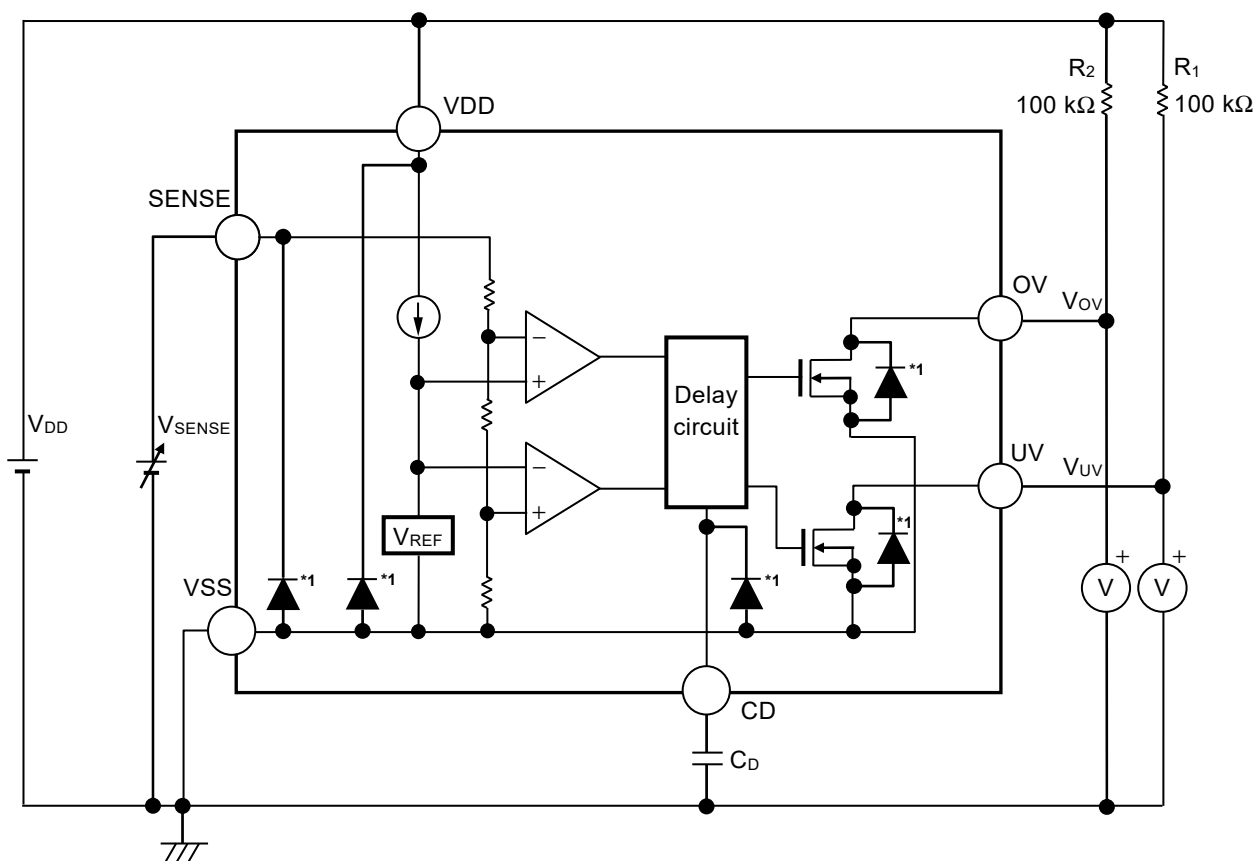 R2
100 kΩ
R1
100 kΩ
VDD
SENSE
OV
VOV
−
+
Delay
circuit
*1
VDD
VSENSE
UV
VUV
−
+
VREF
*1
VSS
*1
*1
*1
+
+
V
V
CD
CD